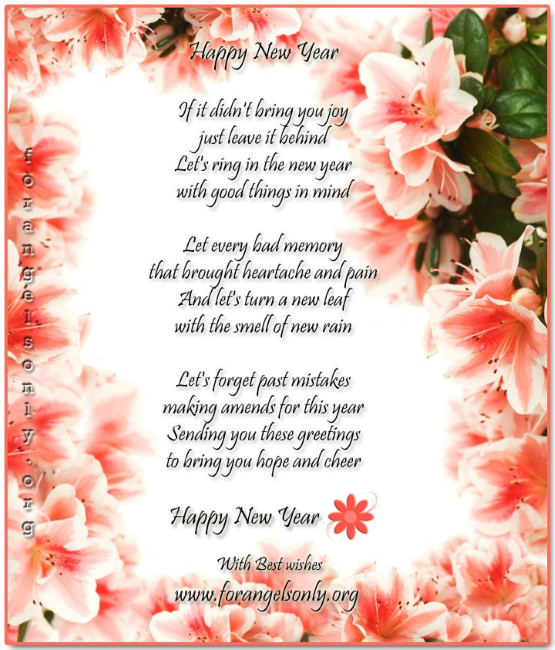 Happy New Year
If it didn't bring you joy
just leave it behind
Let's ring in the new year
with good things in mind
Let every bad memory
that brought heartache and pain
And let's turn a new leaf
with the smell of new rain
Let's forget past mistakes
making amends for this year
Sending you these greetings
to bring you hope and cheer
Happy New Year
With Best wishes
www.forangelsonly.org
forangelsonly.org